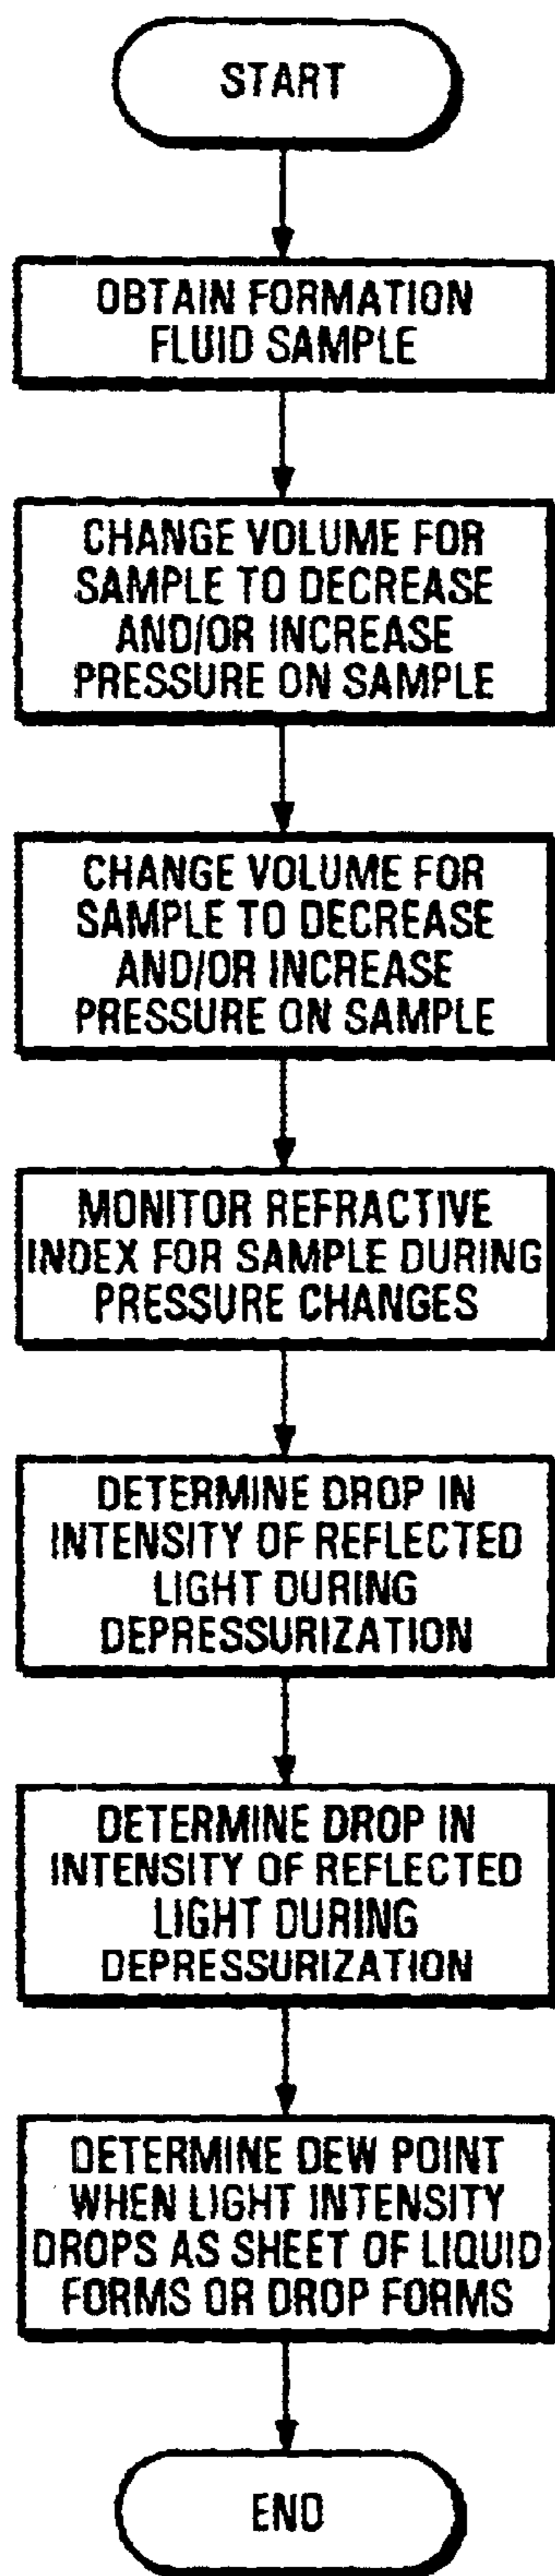 START
OBTAIN FORMATION
FLUID SAMPLE
CHANGE VOLUME FOR
SAMPLE TO DECREASE
AND/OR INCREASE
PRESSURE ON SAMPLE
CHANGE VOLUME FOR
SAMPLE TO DECREASE
AND/OR INCREASE
PRESSURE ON SAMPLE
MONITOR REFRACTIVE
INDEX FOR SAMPLE DURING
PRESSURE CHANGES
DETERMINE DROP IN
INTENSITY OF REFLECTED
LIGHT DURING
DEPRESSURIZATION
DETERMINE DROP IN
INTENSITY OF REFLECTED
LIGHT DURING
DEPRESSURIZATION
DETERMINE DEW POINT
WHEN LIGHT INTENSITY
DROPS AS SHEET OF LIQUID
FORMS OR DROP FORMS
END